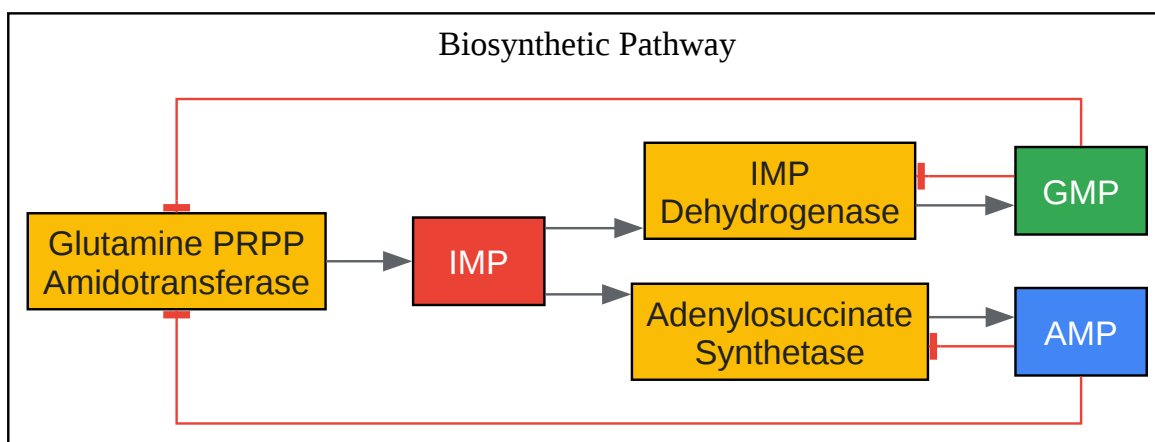 Biosynthetic Pathway
Glutamine PRPP
Amidotransferase
IMP
IMP
Dehydrogenase
GMP
Adenylosuccinate
Synthetase
AMP